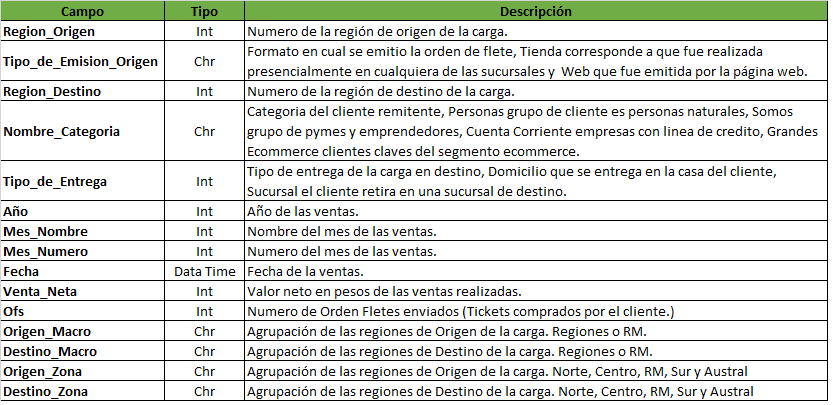 Campo Tipo Descripción
Region_Origen Int Numero de la región de origen de la carga.
Tipo_de_Emision_Origen Chr Formato en cual se emitio la orden de flete, Tienda corresponde a que fue realizada
presencialmente en cualquiera de las sucursales y Web que fue emitida por la página web.
Region_Destino Int Numero de la región de destino de la carga.
Nombre_Categoria Chr Categoria del cliente remitente, Personas grupo de cliente es personas naturales, Somos
grupo de pymes y emprendedores, Cuenta Corriente empresas con linea de credito, Grandes
Ecommerce clientes claves del segmento ecommerce.
Tipo_de_Entrega Int Tipo de entrega de la carga en destino, Domicilio que se entrega en la casa del cliente,
Sucursal el cliente retira en una sucursal de destino.
Año Int Año de las ventas.
Mes_Nombre Int Nombre del mes de las ventas.
Mes_Numero Int Numero del mes de las ventas.
Fecha Data Time Fecha de la ventas.
Venta_Neta Int Valor neto en pesos de las ventas realizadas.
Ofs Int Numero de Orden Fletes enviados (Tickets comprados por el cliente.)
Origen_Macro Chr Agrupación de las regiones de Origen de la carga. Regiones o RM.
Destino_Macro Chr Agrupación de las regiones de Destino de la carga. Regiones o RM.
Origen_Zona Chr Agrupación de las regiones de Origen de la carga. Norte, Centro, RM, Sur y Austral
Destino_Zona Chr Agrupación de las regiones de Destino de la carga. Norte, Centro, RM, Sur y Austral